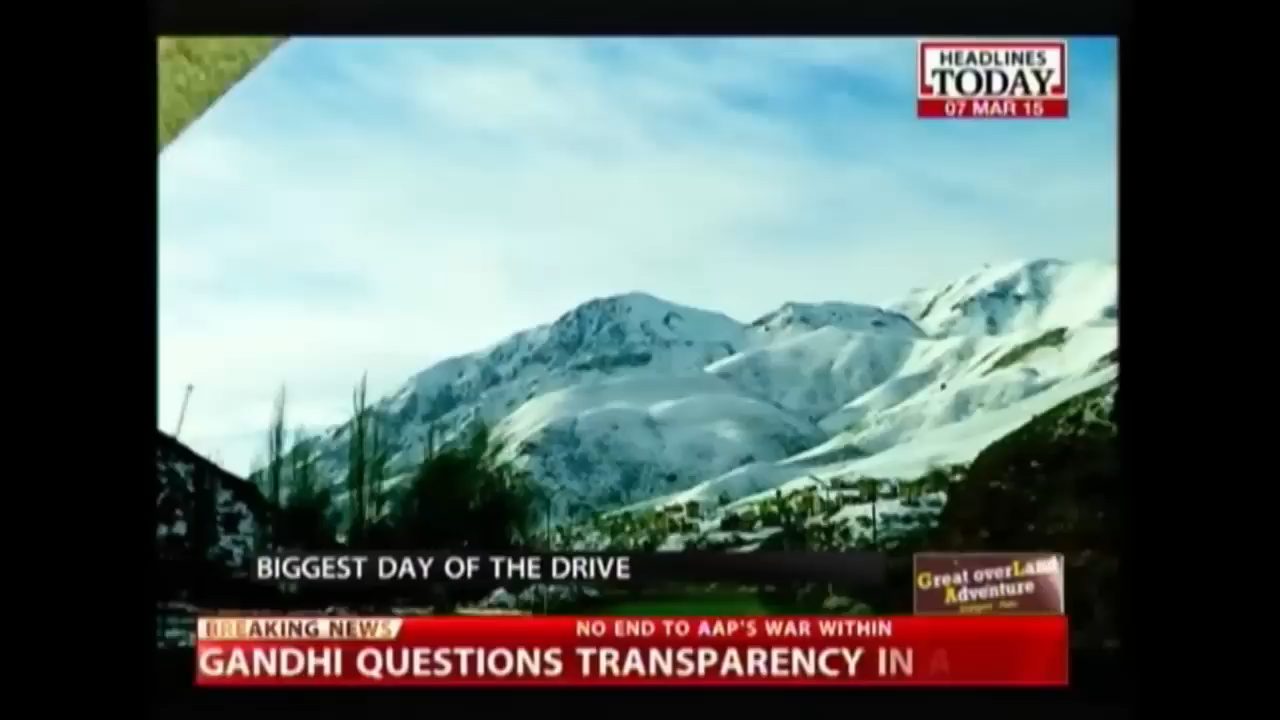 HEADLINES
TODAY
07 MAR 15
BIGGEST DAY OF THE DRIVE
Great overLand
Adventure
BREAKING NEWS
NO END TO AAP'S WAR WITHIN
GANDHI QUESTIONS TRANSPARENCY IN A